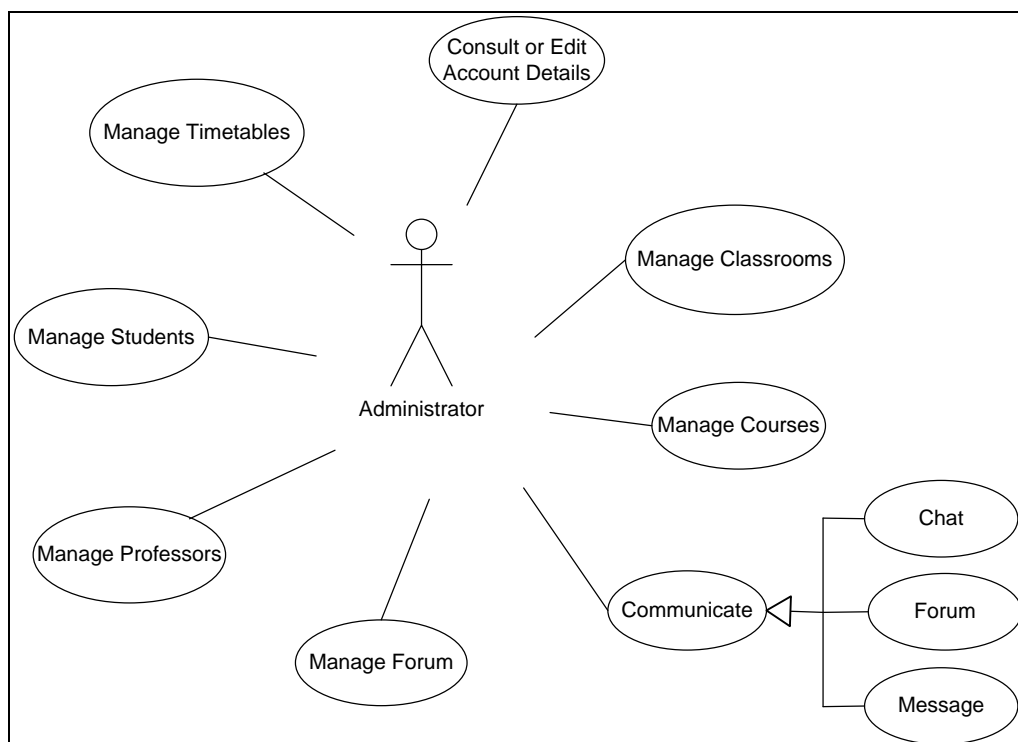 Consult or Edit
Account Details
Manage Timetables
Manage Classrooms
Manage Students
Administrator
Manage Courses
Chat
Manage Professors
Communicate
Forum
Manage Forum
Message